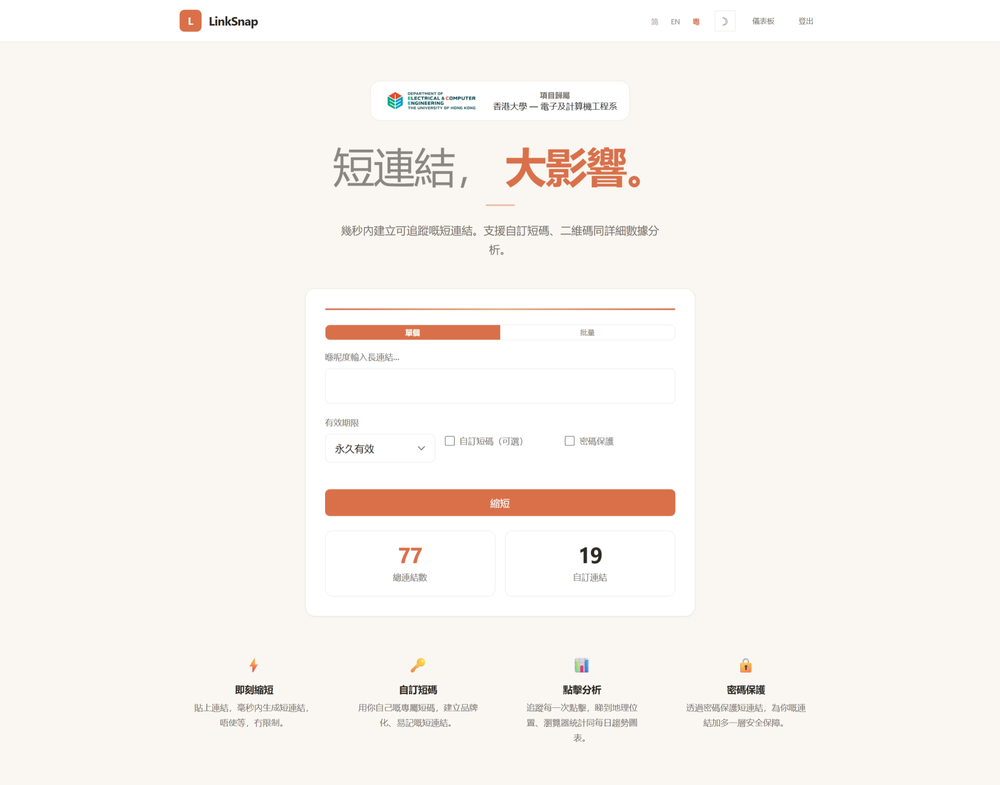 L LinkSnap
简 EN 粵 儀表板 登出
DEPARTMENT OF
ELECTRICAL & COMPUTER
ENGINEERING
THE UNIVERSITY OF HONG KONG
項目歸屬
香港大學 — 電子及計算機工程系
短連結, 大影響。
幾秒內建立可追蹤嘅短連結。支援自訂短碼、二維碼同詳細數據分
析。
單個 批量
喺呢度輸入長連結...
有效期限
永久有效
自訂短碼（可選）
密碼保護
縮短
77
總連結數
19
自訂連結
即刻縮短
貼上連結，毫秒內生成短連結，
唔使等，冇限制。
自訂短碼
用你自己嘅專屬短碼，建立品牌
化、易記嘅短連結。
點擊分析
追蹤每一次點擊，睇到地理位
置、瀏覽器統計同每日趨勢圖
表。
密碼保護
透過密碼保護短連結，為你嘅連
結加多一層安全保障。